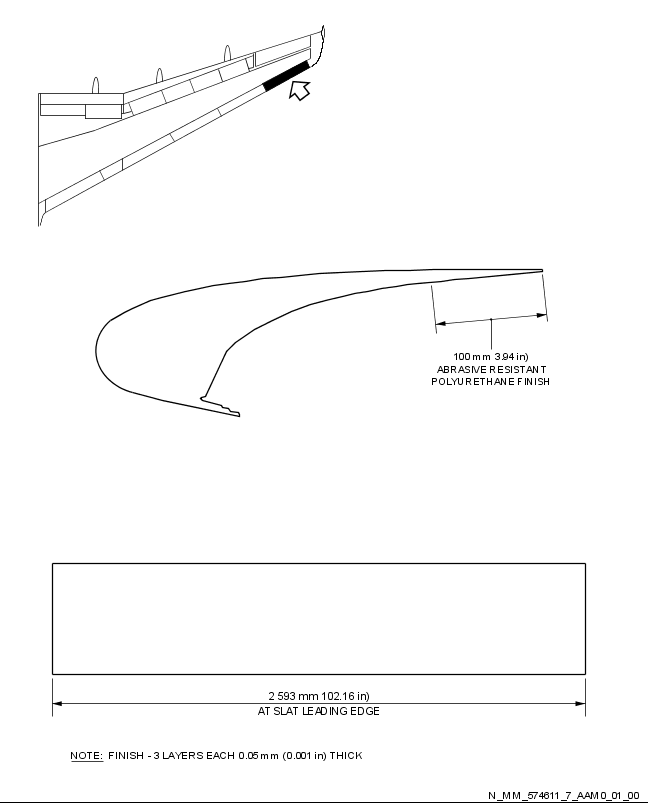 100 mm 3.94 in)
ABRASIVE RESISTANT
POLYURETHANE FINISH
2 593 mm 102.16 in)
AT SLAT LEADING EDGE
NOTE: FINISH - 3 LAYERS EACH 0.05 mm (0.001 in) THICK
N_MM_574611_7_AAM0_01_00